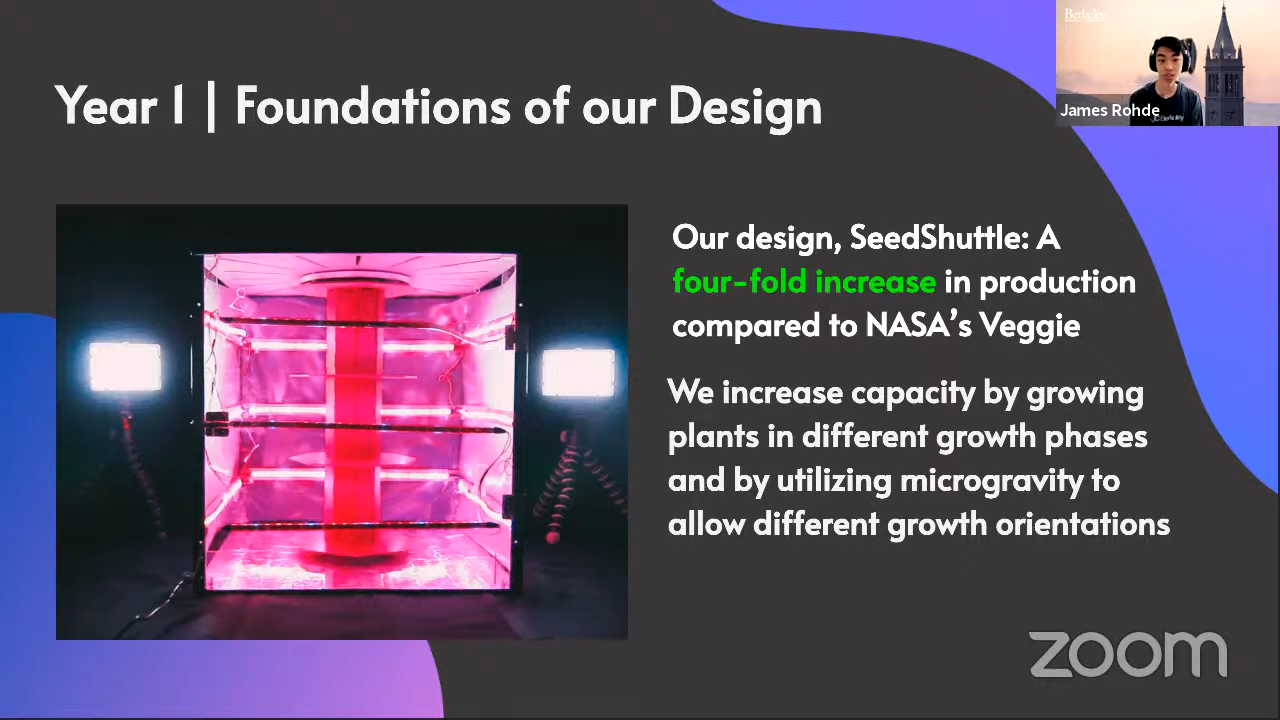 Berkeley
James Rohde
Year 1 | Foundations of our Design
Our design, SeedShuttle: A
four-fold increase in production
compared to NASA's Veggie
We increase capacity by growing
plants in different growth phases
and by utilizing microgravity to
allow different growth orientations
zoom